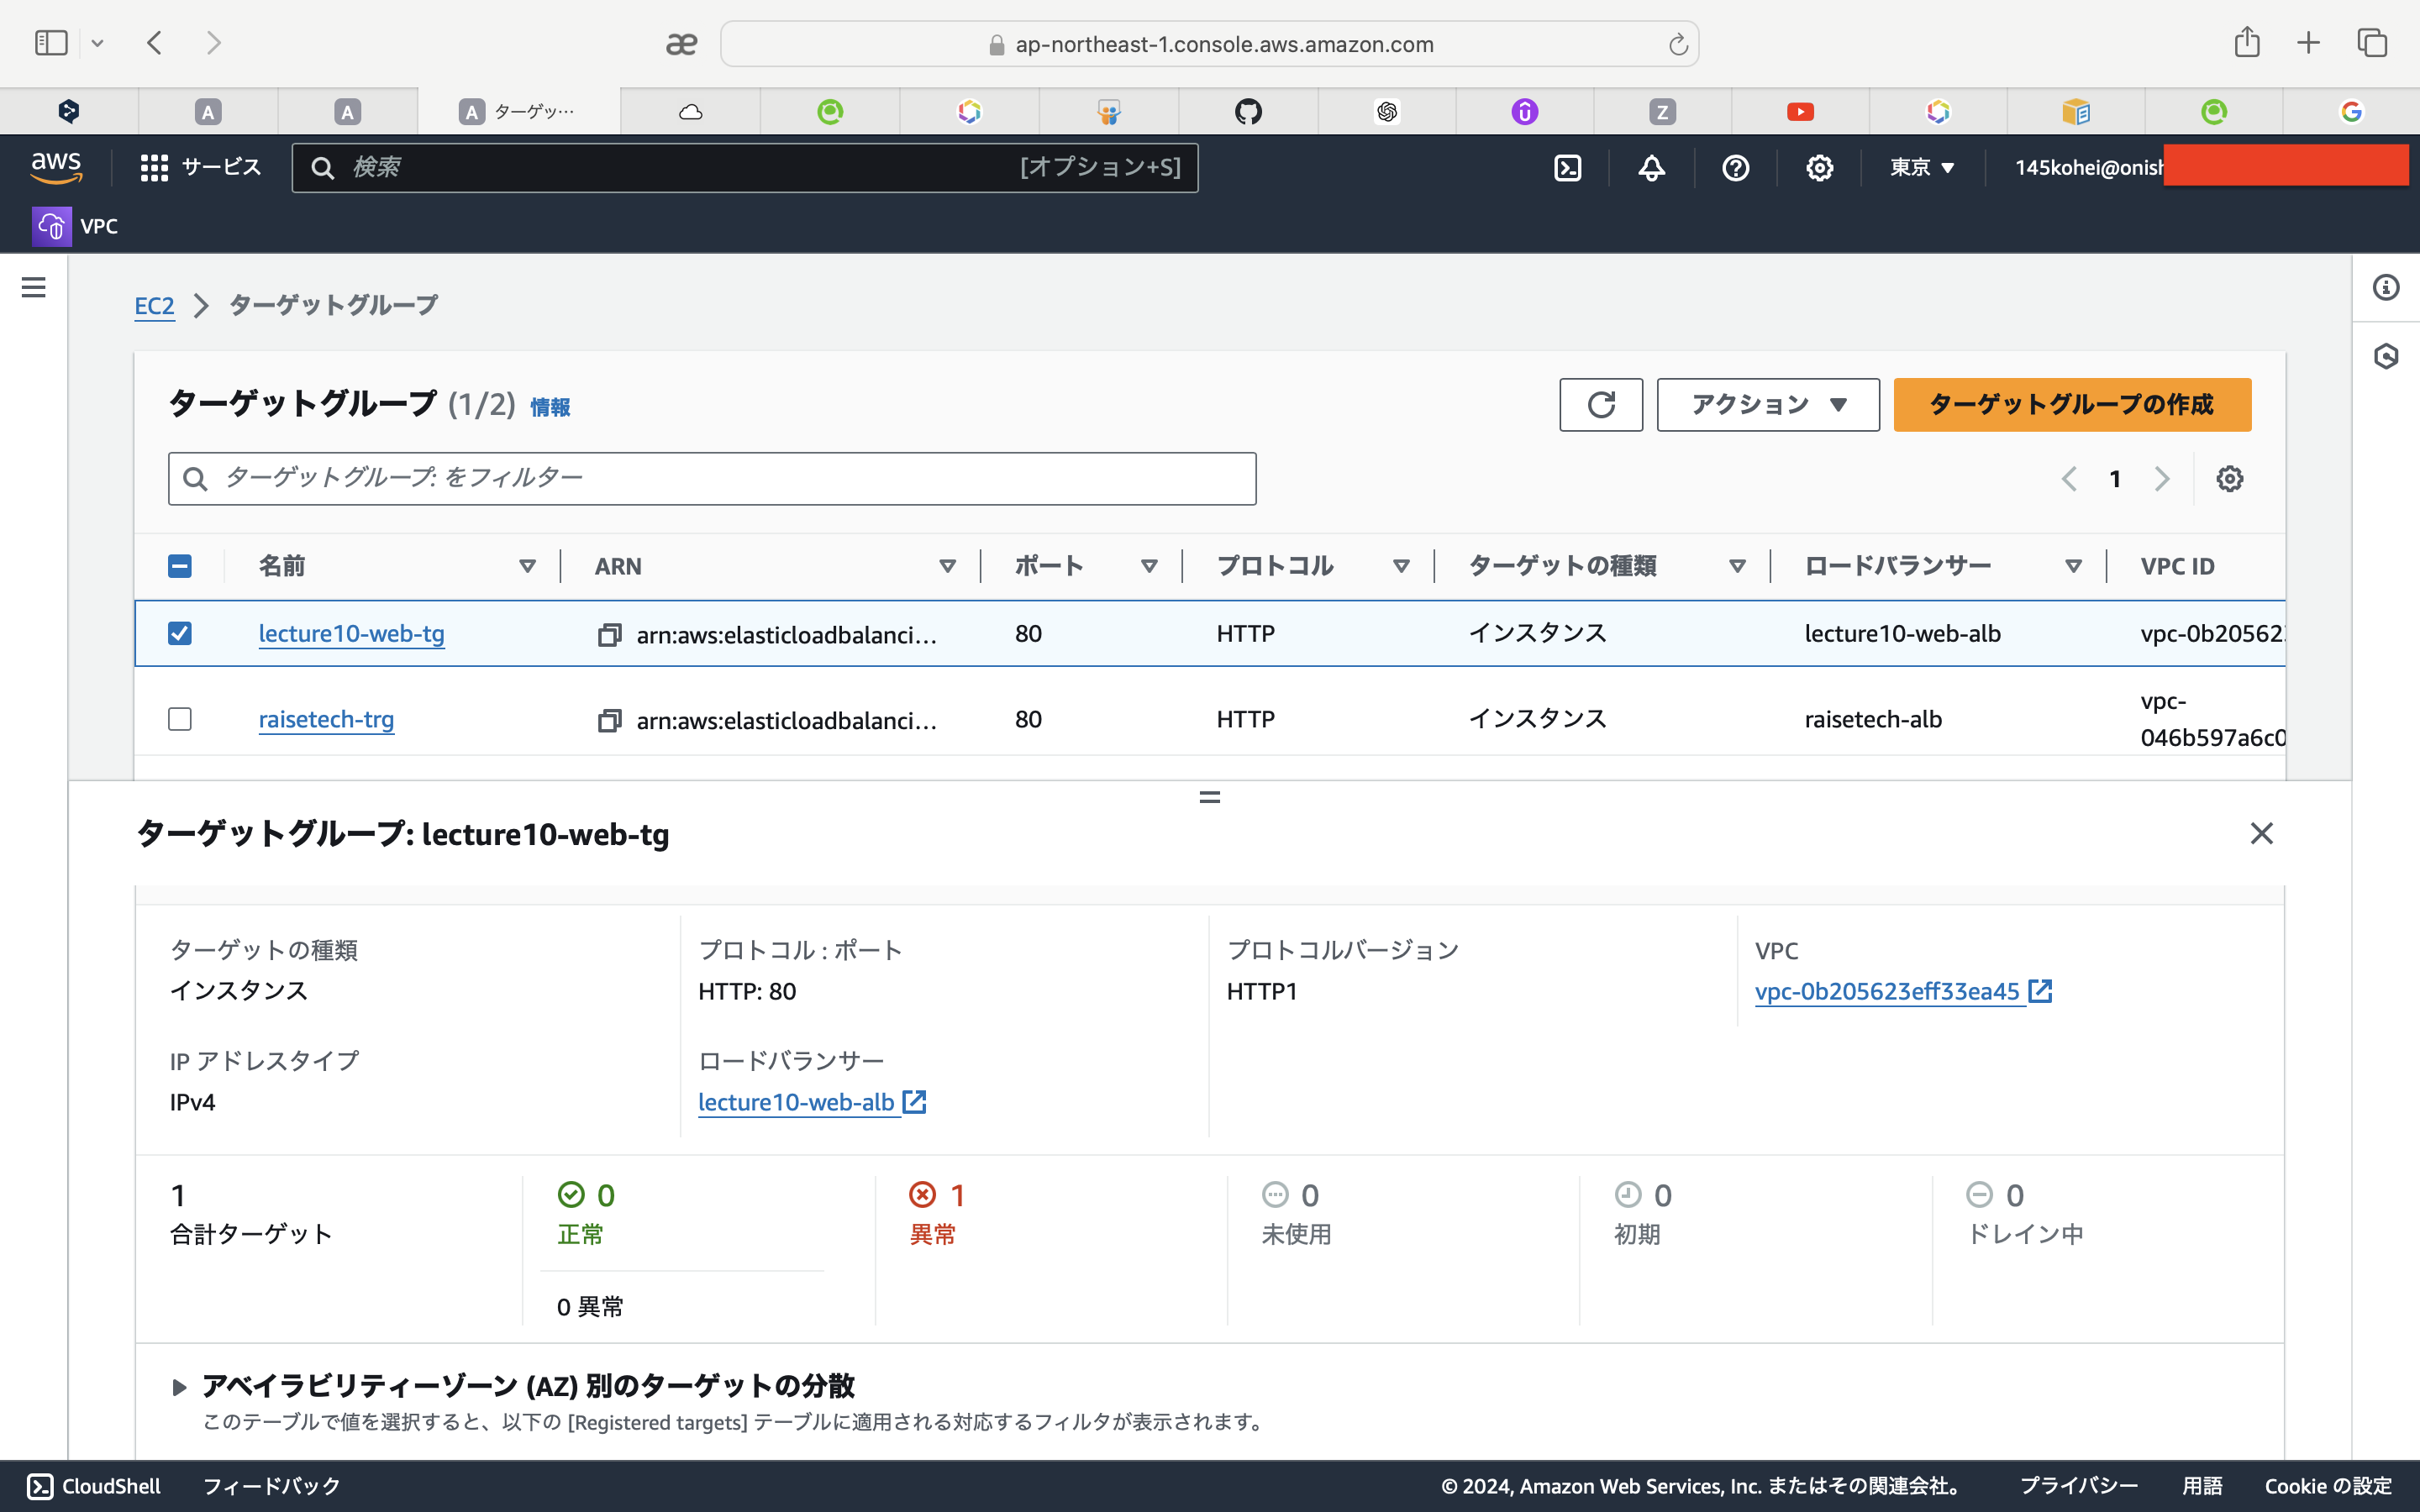 ap-northeast-1.console.aws.amazon.com
A
A
A ターゲッ…
Z
aws サービス 検索 [オプション+S] 東京 145kohei@onish
VPC
EC2 ターゲットグループ
ターゲットグループ (1/2) 情報 アクション ターゲットグループの作成
ターゲットグループ: をフィルター 1
名前 ARN ポート プロトコル ターゲットの種類 ロードバランサー VPC ID
lecture10-web-tg arn:aws:elasticloadbalanci… 80 HTTP インスタンス lecture10-web-alb vpc-0b205623
raisetech-trg arn:aws:elasticloadbalanci… 80 HTTP インスタンス raisetech-alb vpc-
046b597a6c0
ターゲットグループ: lecture10-web-tg
ターゲットの種類 プロトコル : ポート プロトコルバージョン VPC
インスタンス HTTP: 80 HTTP1 vpc-0b205623eff33ea45
IP アドレスタイプ ロードバランサー
IPv4 lecture10-web-alb
1 0 1 0 0 0
合計ターゲット 正常 異常 未使用 初期 ドレイン中
0 異常
アベイラビリティーゾーン (AZ) 別のターゲットの分散
このテーブルで値を選択すると、以下の [Registered targets] テーブルに適用される対応するフィルタが表示されます。
CloudShell フィードバック © 2024, Amazon Web Services, Inc. またはその関連会社。 プライバシー 用語 Cookie の設定